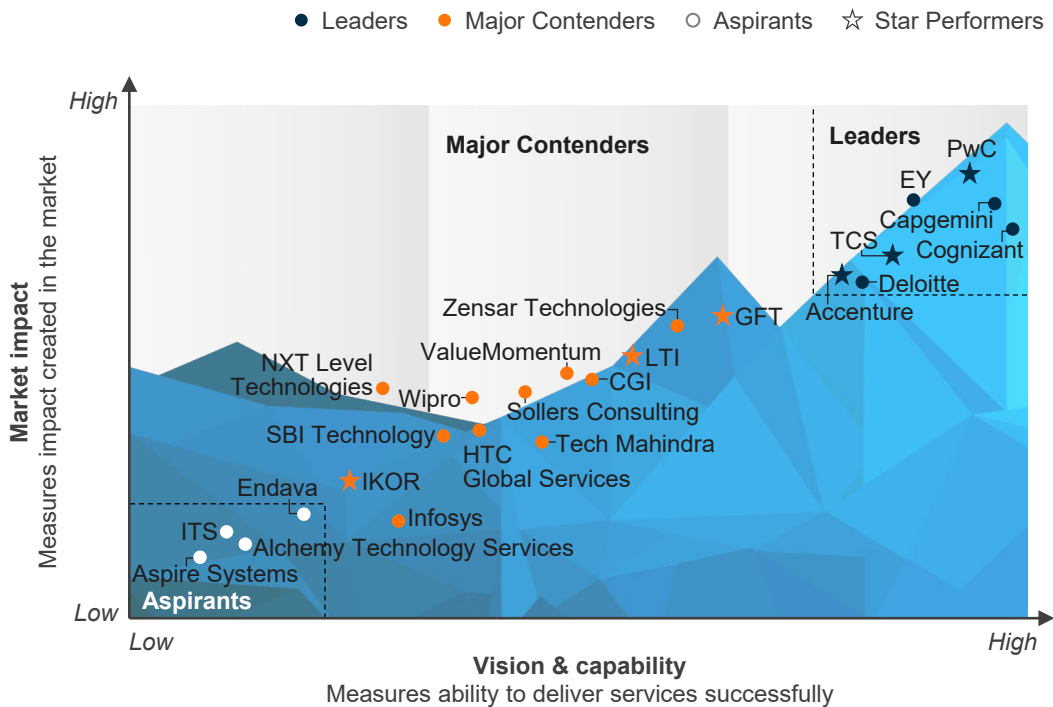 Leaders
Major Contenders
Aspirants
Star Performers
High
Major Contenders
Leaders
PwC
EY
Capgemini
TCS
Cognizant
Deloitte
Accenture
Zensar Technologies
GFT
ValueMomentum
LTI
NXT Level
Technologies
CGI
Wipro
Sollers Consulting
SBI Technology
Tech Mahindra
HTC
Global Services
IKOR
Endava
Infosys
ITS
Alchemy Technology Services
Aspire Systems
Aspirants
Low
Low
High
Market impact
Measures impact created in the market
Vision & capability
Measures ability to deliver services successfully